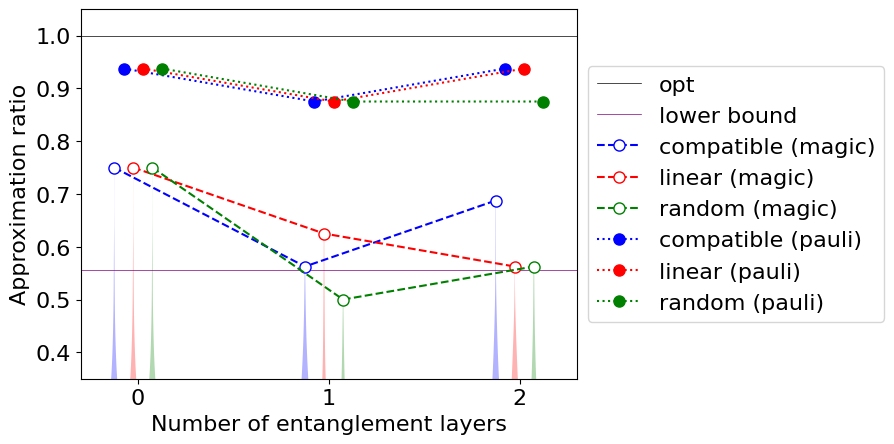 Approximation ratio
1.0
0.9
0.8
0.7
0.6
0.5
0.4
0
1
2
Number of entanglement layers
opt
lower bound
compatible (magic)
linear (magic)
random (magic)
compatible (pauli)
linear (pauli)
random (pauli)